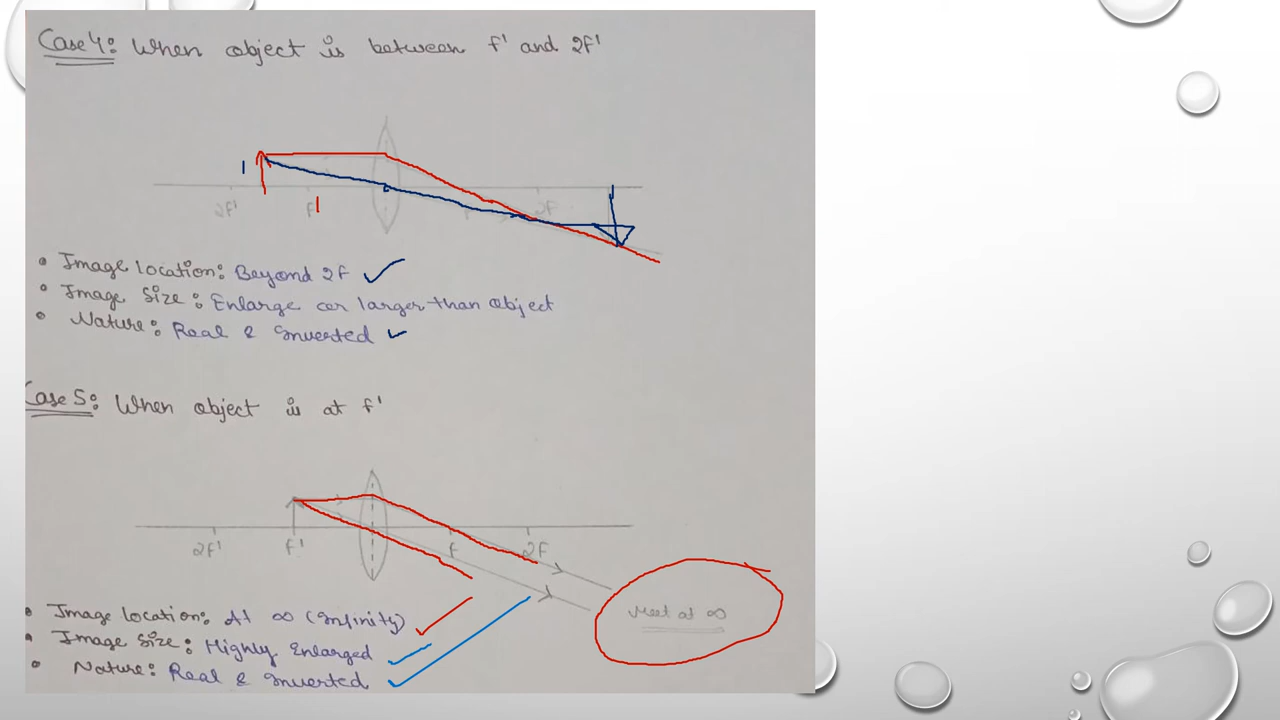 Case 4: When object is between f' and 2F'
2F' f' 2F
Image location: Beyond 2F
Image Size: Enlarge or larger than object
Nature: Real & Inverted
Case 5: When object is at f'
2F' f' F 2F
Meet at ∞
Image location: At ∞ (Infinity)
Image Size: Highly Enlarged
Nature: Real & Inverted